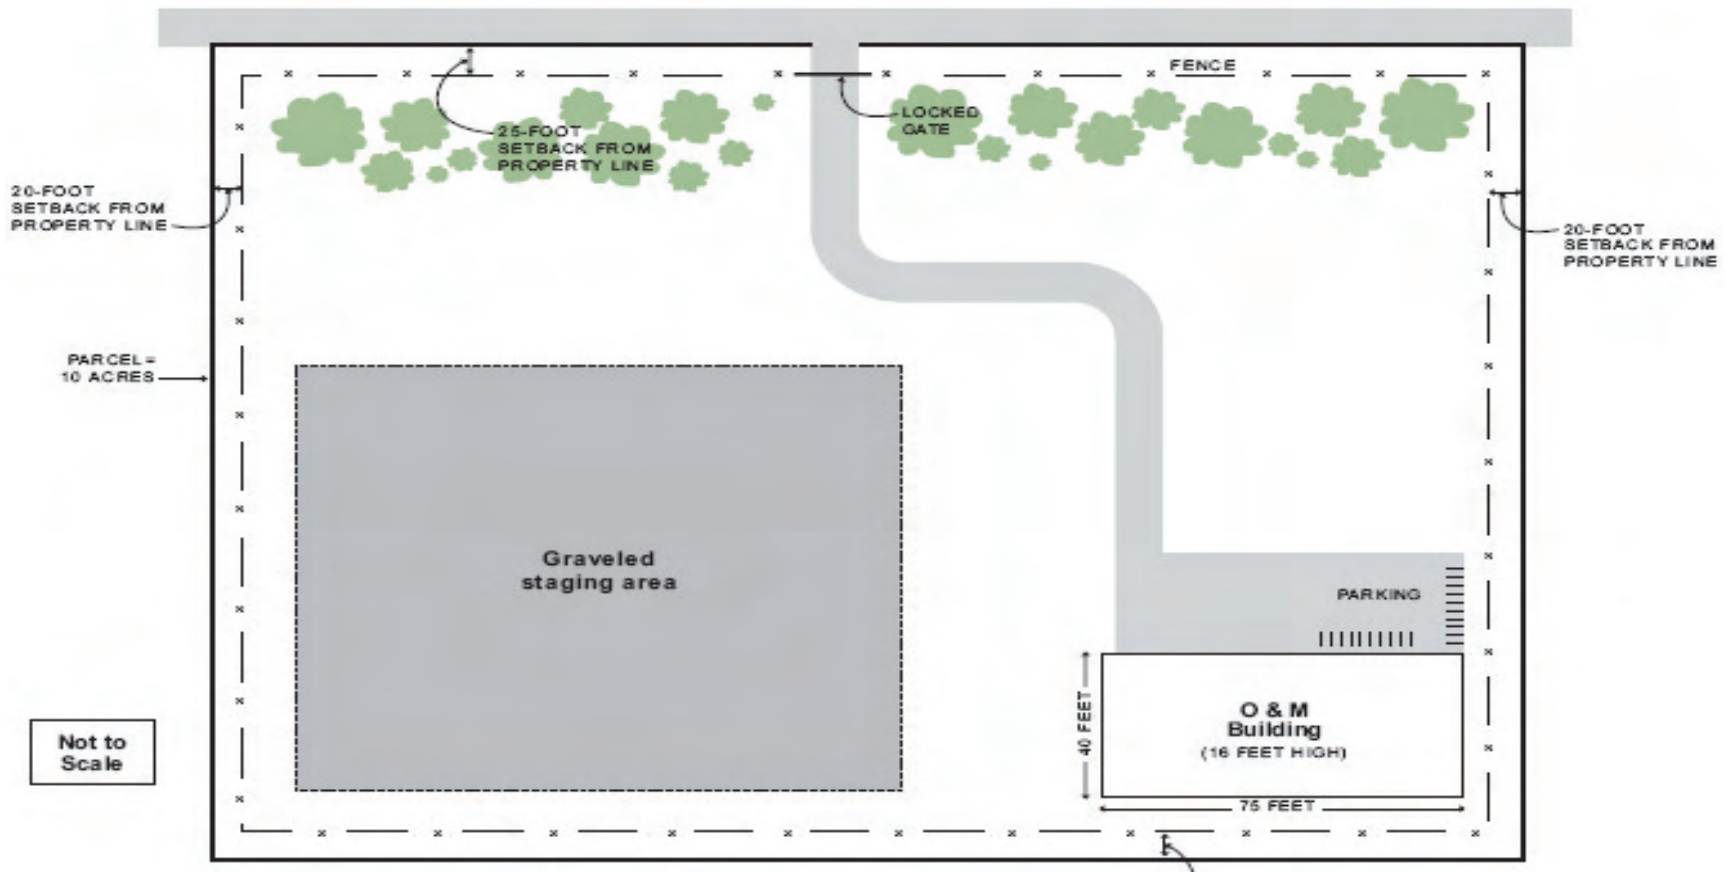 FENCE
LOCKED
GATE
25-FOOT
SETBACK FROM
PROPERTY LINE
20-FOOT
SETBACK FROM
PROPERTY LINE
20-FOOT
SETBACK FROM
PROPERTY LINE
PARCEL =
10 ACRES
Graveled
staging area
PARKING
40 FEET
O & M
Building
(16 FEET HIGH)
75 FEET
Not to
Scale